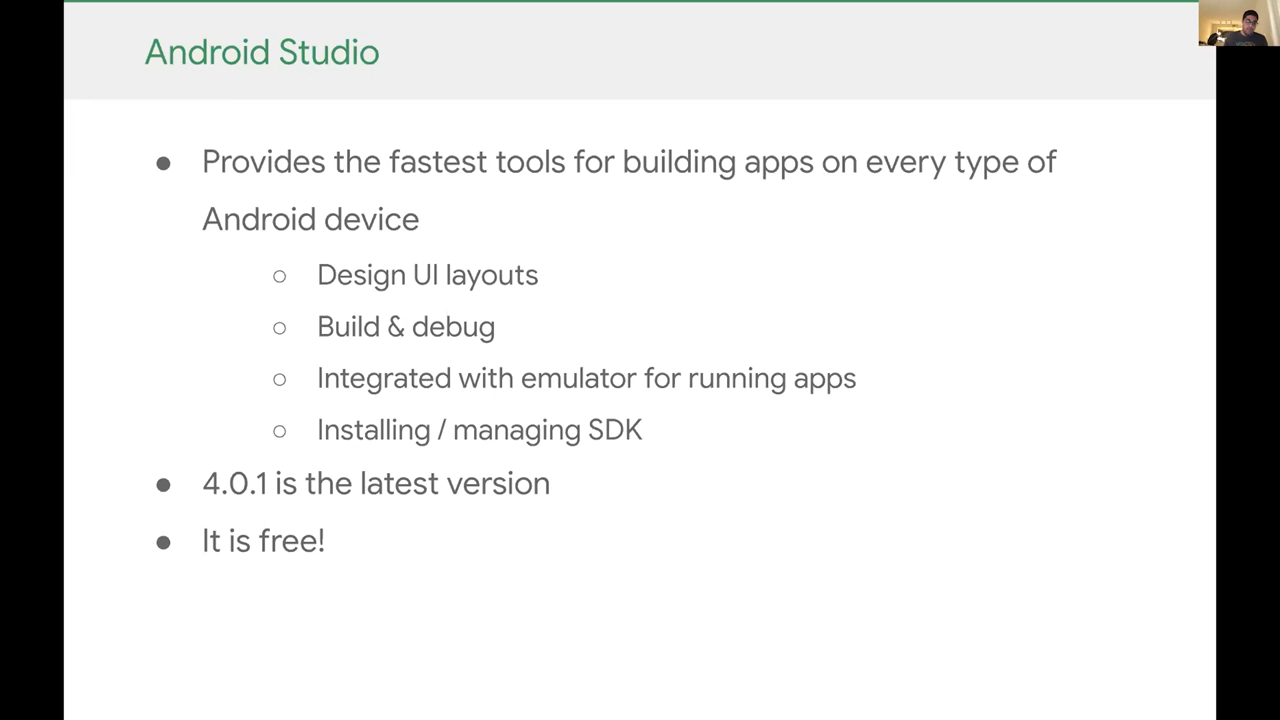 Android Studio
● Provides the fastest tools for building apps on every type of
Android device
○ Design UI layouts
○ Build & debug
○ Integrated with emulator for running apps
○ Installing / managing SDK
● 4.0.1 is the latest version
● It is free!